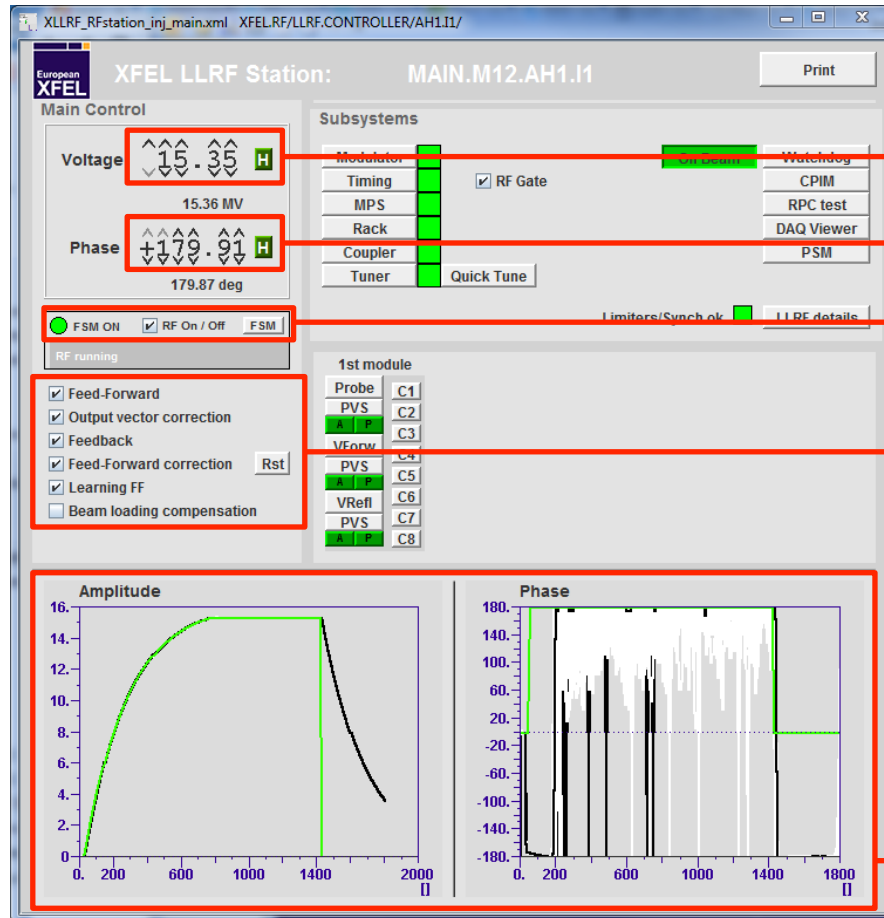 XLLRF_RFstation_inj_main.xml XFEL.RF/LLRF.CONTROLLER/AH1.I1/
European
XFEL
XFEL LLRF Station: MAIN.M12.AH1.I1
Print
Main Control
Voltage 15.35 H
15.36 MV
Phase +179.91 H
179.87 deg
FSM ON RF On / Off FSM
RF running
Feed-Forward
Output vector correction
Feedback
Feed-Forward correction Rst
Learning FF
Beam loading compensation
Subsystems
Modulator On Beam Watchdog
Timing RF Gate CPIM
MPS RPC test
Rack DAQ Viewer
Coupler PSM
Tuner Quick Tune
Limiters/Synch ok LLRF details
1st module
Probe C1
PVS C2
A P
C3
VForw C4
PVS C5
A P
VRefl C6
PVS C7
A P C8
Amplitude
16.
14.
12.
10.
8.
6.
4.
2.
0
0. 200 600 1000 1400 2000
[]
Phase
180.
140.
100.
60.
20.
-20.
-60.
-100.
-140.
-180.
0. 200 600 1000 1400 1800
[]